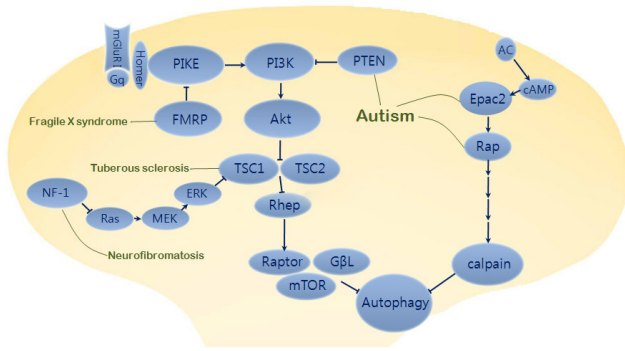 mGluR I
Gq
Homer
PIKE
PI3K
PTEN
AC
cAMP
Epac2
Fragile X syndrome
FMRP
Akt
Autism
Rap
Tuberous sclerosis
TSC1
TSC2
NF-1
ERK
Ras
MEK
Rhep
Neurofibromatosis
Raptor
GβL
calpain
mTOR
Autophagy